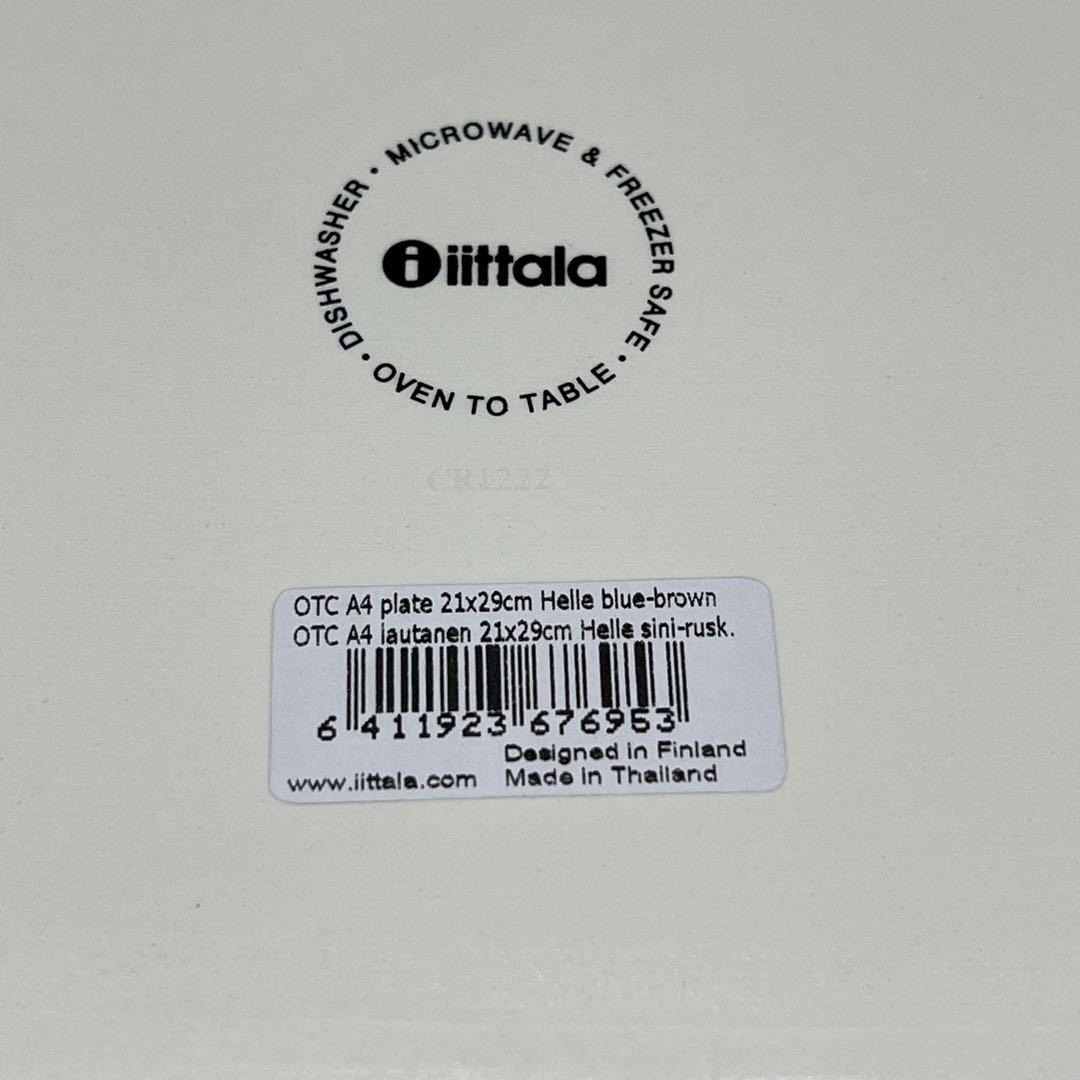 DISHWASHER · MICROWAVE & FREEZER SAFE · OVEN TO TABLE ·
iittala
CR1222
OTC A4 plate 21x29cm Helle blue-brown
OTC A4 lautanen 21x29cm Helle sini-rusk.
6 411923 676953
Designed in Finland
www.iittala.com Made in Thailand